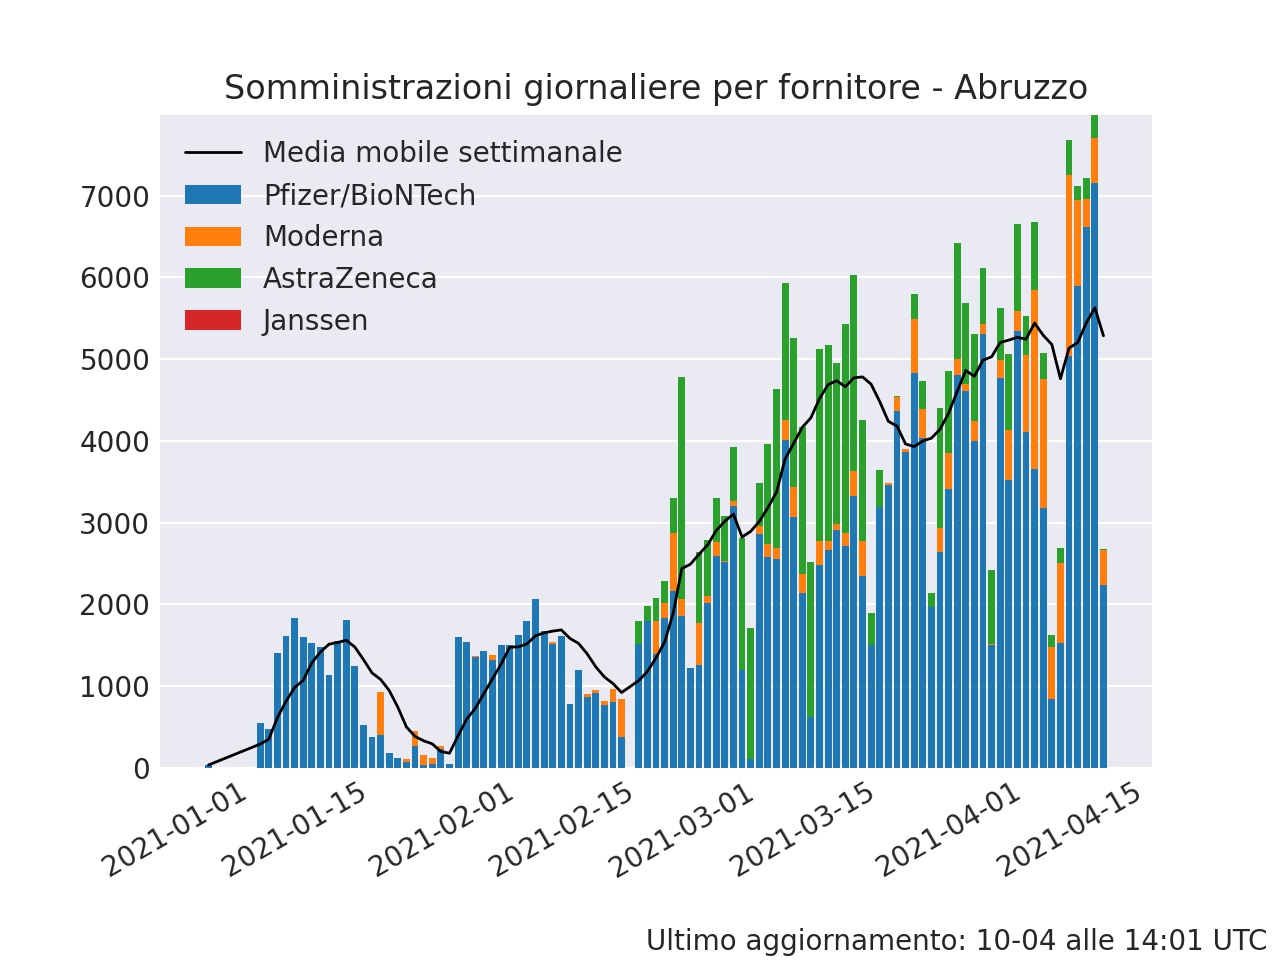 Somministrazioni giornaliere per fornitore - Abruzzo
Media mobile settimanale
Pfizer/BioNTech
Moderna
AstraZeneca
Janssen
7000
6000
5000
4000
3000
2000
1000
0
2021-01-01
2021-01-15
2021-02-01
2021-02-15
2021-03-01
2021-03-15
2021-04-01
2021-04-15
Ultimo aggiornamento: 10-04 alle 14:01 UTC